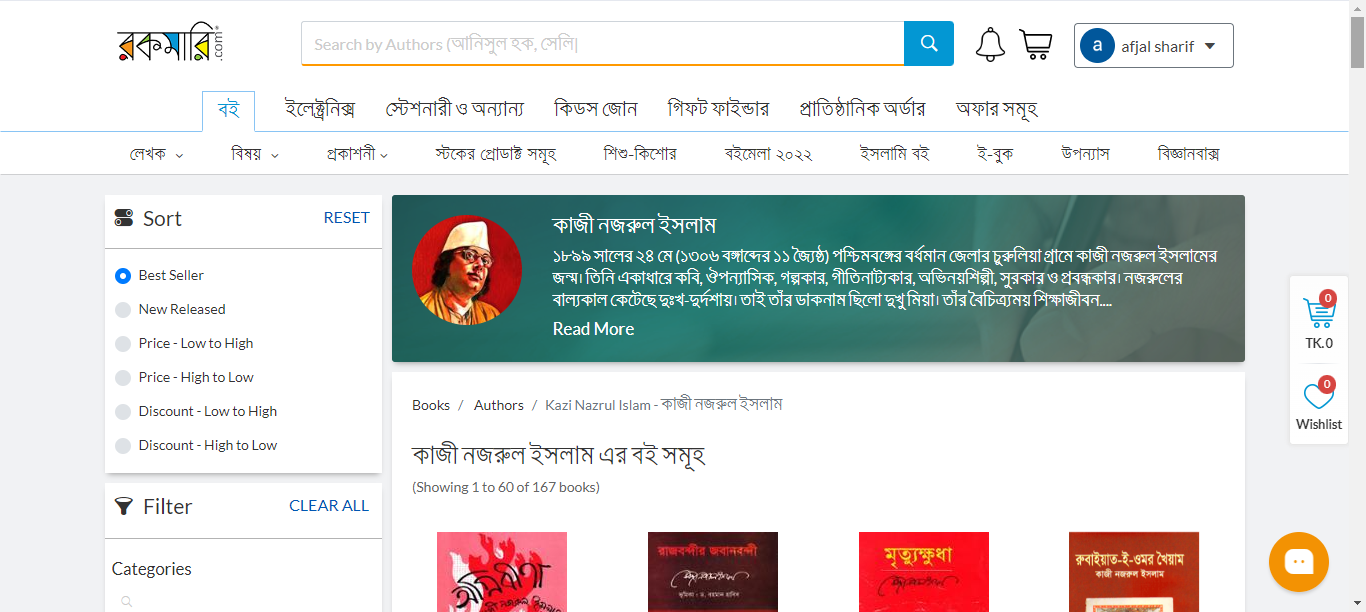 রকমারি.com
Search by Authors (আনিসুল হক, সেলি|
a afjal sharif
বই ইলেক্ট্রনিক্স স্টেশনারী ও অন্যান্য কিডস জোন গিফট ফাইন্ডার প্রাতিষ্ঠানিক অর্ডার অফার সমূহ
লেখক বিষয় প্রকাশনী স্টকের প্রোডাক্ট সমূহ শিশু-কিশোর বইমেলা ২০২২ ইসলামি বই ই-বুক উপন্যাস বিজ্ঞানবাক্স
Sort RESET
Best Seller
New Released
Price - Low to High
Price - High to Low
Discount - Low to High
Discount - High to Low
Filter CLEAR ALL
Categories
কাজী নজরুল ইসলাম
১৮৯৯ সালের ২৪ মে (১৩০৬ বঙ্গাব্দের ১১ জ্যৈষ্ঠ) পশ্চিমবঙ্গের বর্ধমান জেলার চুরুলিয়া গ্রামে কাজী নজরুল ইসলামের
জন্ম। তিনি একাধারে কবি, ঔপন্যাসিক, গল্পকার, গীতিনাট্যকার, অভিনয়শিল্পী, সুরকার ও প্রবন্ধকার। নজরুলের
বাল্যকাল কেটেছে দুঃখ-দুর্দশায়। তাই তাঁর ডাকনাম ছিলো দুখু মিয়া। তাঁর বৈচিত্র্যময় শিক্ষাজীবন....
Read More
Books / Authors / Kazi Nazrul Islam - কাজী নজরুল ইসলাম
কাজী নজরুল ইসলাম এর বই সমূহ
(Showing 1 to 60 of 167 books)
অগ্নিবীণা
কাজী নজরুল ইসলাম
রাজবন্দীর জবানবন্দী
ভূমিকা : ড. রহমান হাবিব
মৃত্যুক্ষুধা
রুবাইয়াত-ই-ওমর খৈয়াম
কাজী নজরুল ইসলাম
0
TK.0
0
Wishlist